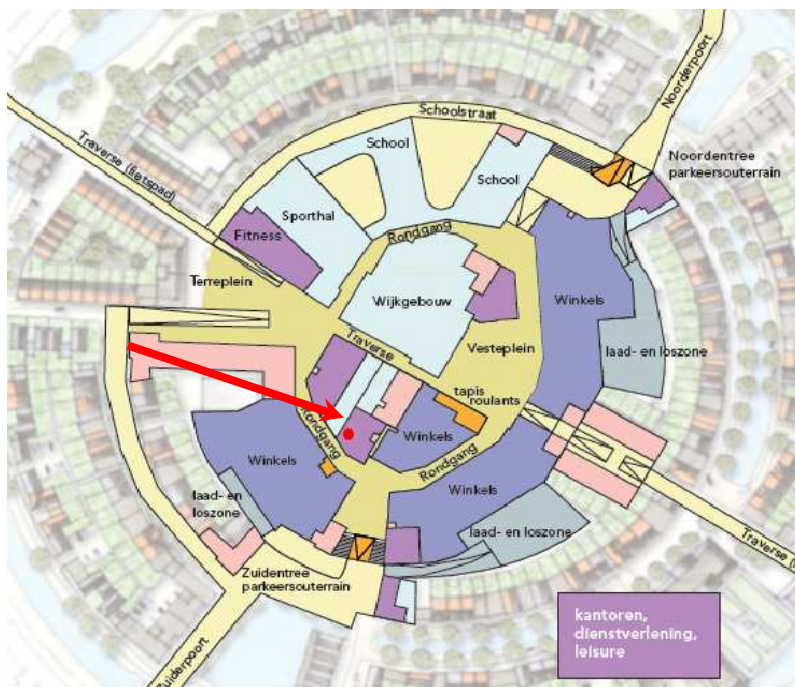 Schoolstraat
Noorderpoort
School
Noordentree
parkeersouterrain
Traverse (fietspad)
School
Sporthal
Fitness
Rondgang
Terreplein
Wijkgebouw
Winkels
Traverse
Vesteplein
laad- en loszone
tapis
roulants
Rondgang
Winkels
Winkels
Rondgang
Winkels
laad- en
loszone
laad- en loszone
Traverse (
Zuidentree
parkeersouterrain
Zuiderpoort
kantoren,
dienstverlening,
leisure